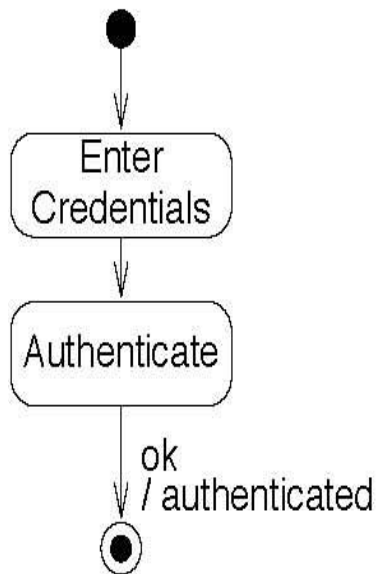 Enter
Credentials
Authenticate
ok
/ authenticated